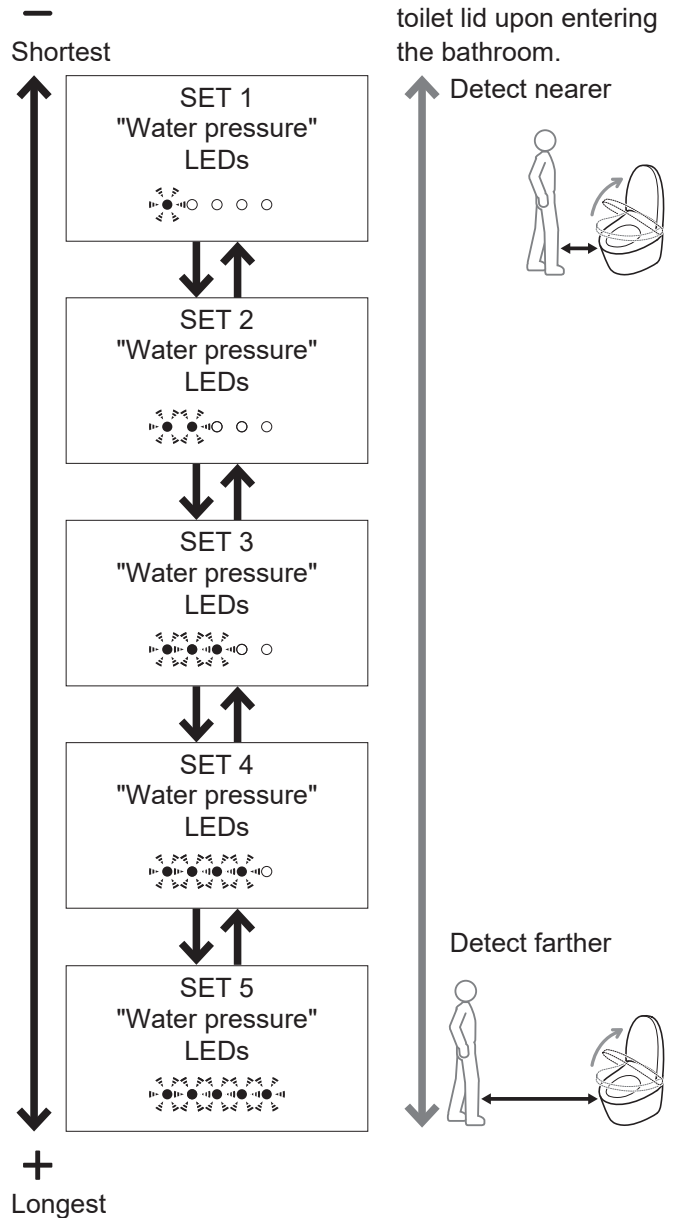 −
Shortest
toilet lid upon entering
the bathroom.
Detect nearer
SET 1
"Water pressure"
LEDs
SET 2
"Water pressure"
LEDs
SET 3
"Water pressure"
LEDs
SET 4
"Water pressure"
LEDs
Detect farther
SET 5
"Water pressure"
LEDs
+
Longest